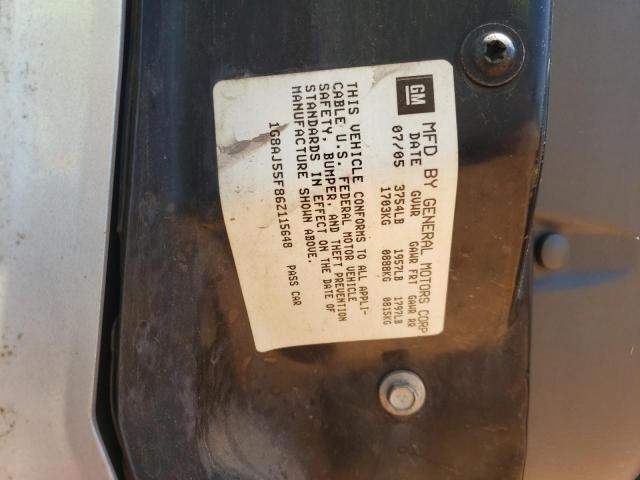 GM MFD BY GENERAL MOTORS CORP
DATE GVWR GAWR FRT GAWR RR
07/05 3754LB 1957LB 1797LB
1703KG 0888KG 0815KG
THIS VEHICLE CONFORMS TO ALL APPLI-
CABLE U.S. FEDERAL MOTOR VEHICLE
SAFETY, BUMPER, AND THEFT PREVENTION
STANDARDS IN EFFECT ON THE DATE OF
MANUFACTURE SHOWN ABOVE.
1G8AJ55F86Z115648 PASS CAR